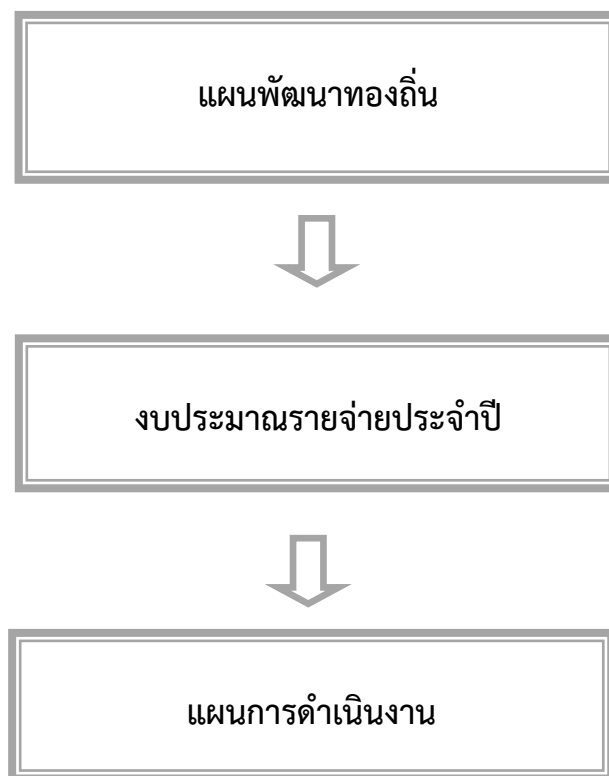 แผนพัฒนาทองถิ่น
งบประมาณรายจ่ายประจำปี
แผนการดำเนินงาน